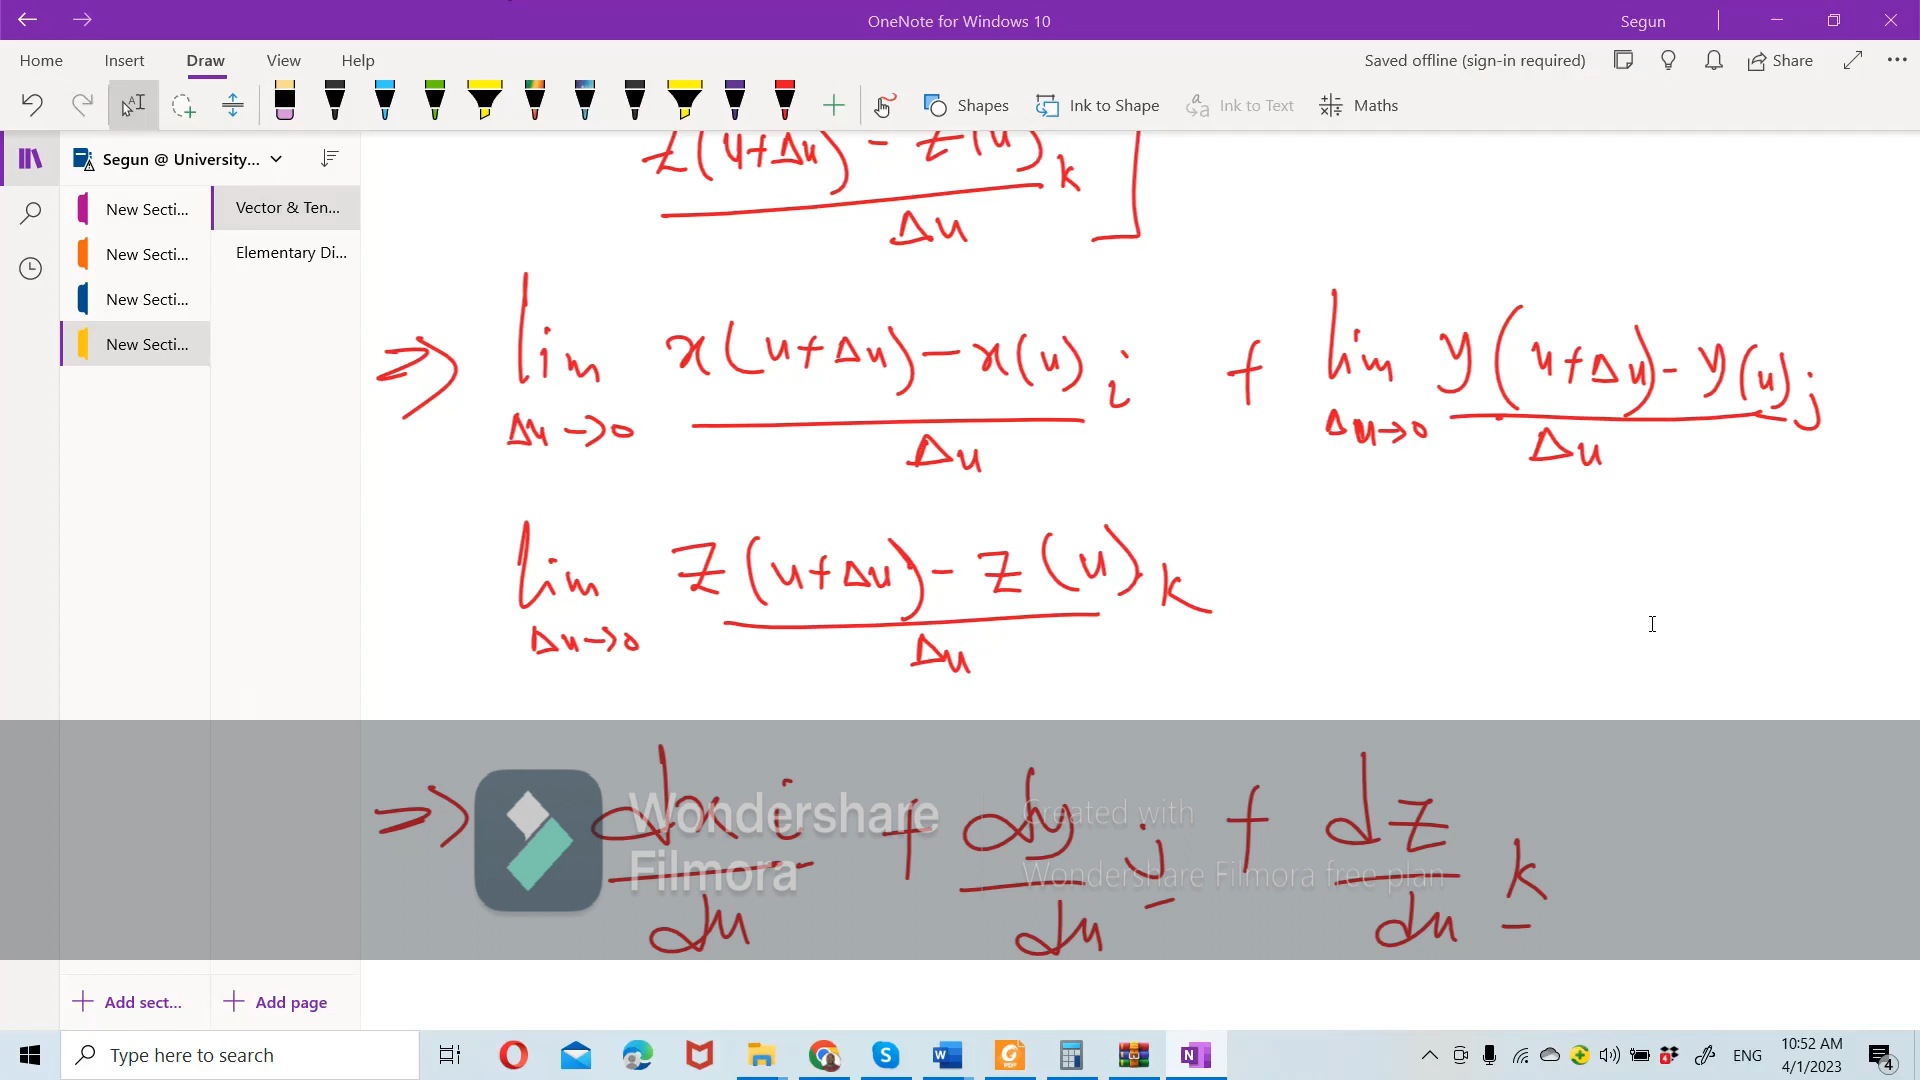 OneNote for Windows 10 Segun
Home Insert Draw View Help Saved offline (sign-in required) Share
Shapes Ink to Shape Ink to Text Maths
Segun @ University...
New Secti...
New Secti...
New Secti...
New Secti...
Vector & Ten...
Elementary Di...
z(u+Δu) - z(u) k ]
Δu
=> lim x(u+Δu) - x(u) i + lim y(u+Δu) - y(u) j
Δu->0 Δu Δu->0 Δu
lim z(u+Δu) - z(u) k
Δu->0 Δu
=> dx i + dy j + dz k
du du du
Wondershare
Filmora
Created with
Wondershare Filmora free plan
Add sect... Add page
Type here to search
ENG
10:52 AM
4/1/2023
4